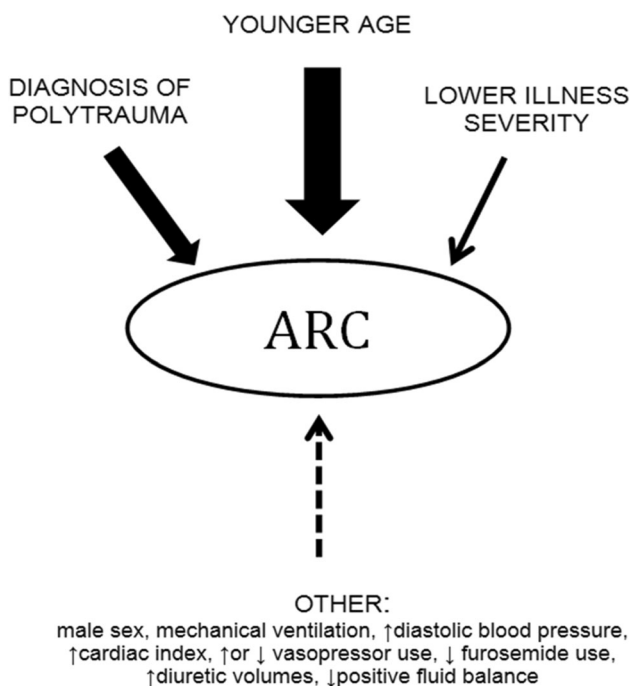 YOUNGER AGE
DIAGNOSIS OF
POLYTRAUMA
LOWER ILLNESS
SEVERITY
ARC
OTHER:
male sex, mechanical ventilation, ↑diastolic blood pressure,
↑cardiac index, ↑or ↓ vasopressor use, ↓ furosemide use,
↑diuretic volumes, ↓positive fluid balance